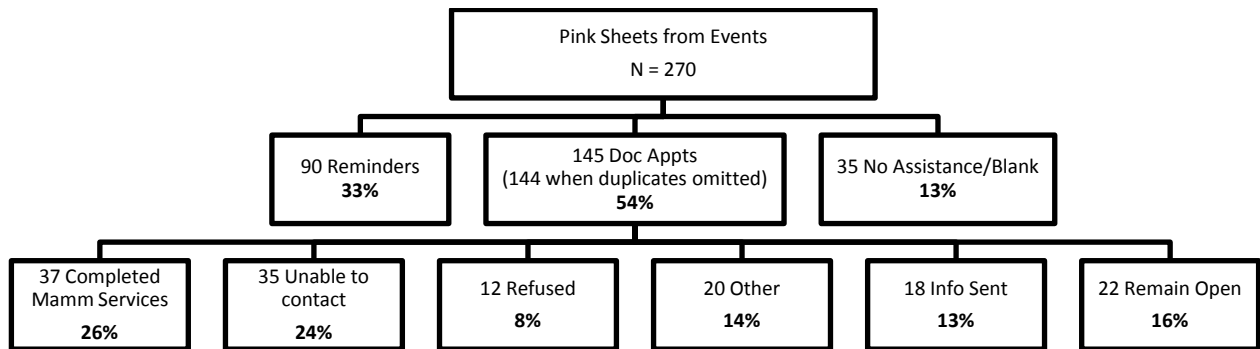 Pink Sheets from Events
N = 270
90 Reminders
33%
145 Doc Appts
(144 when duplicates omitted)
54%
35 No Assistance/Blank
13%
37 Completed
Mamm Services
26%
35 Unable to
contact
24%
12 Refused
8%
20 Other
14%
18 Info Sent
13%
22 Remain Open
16%